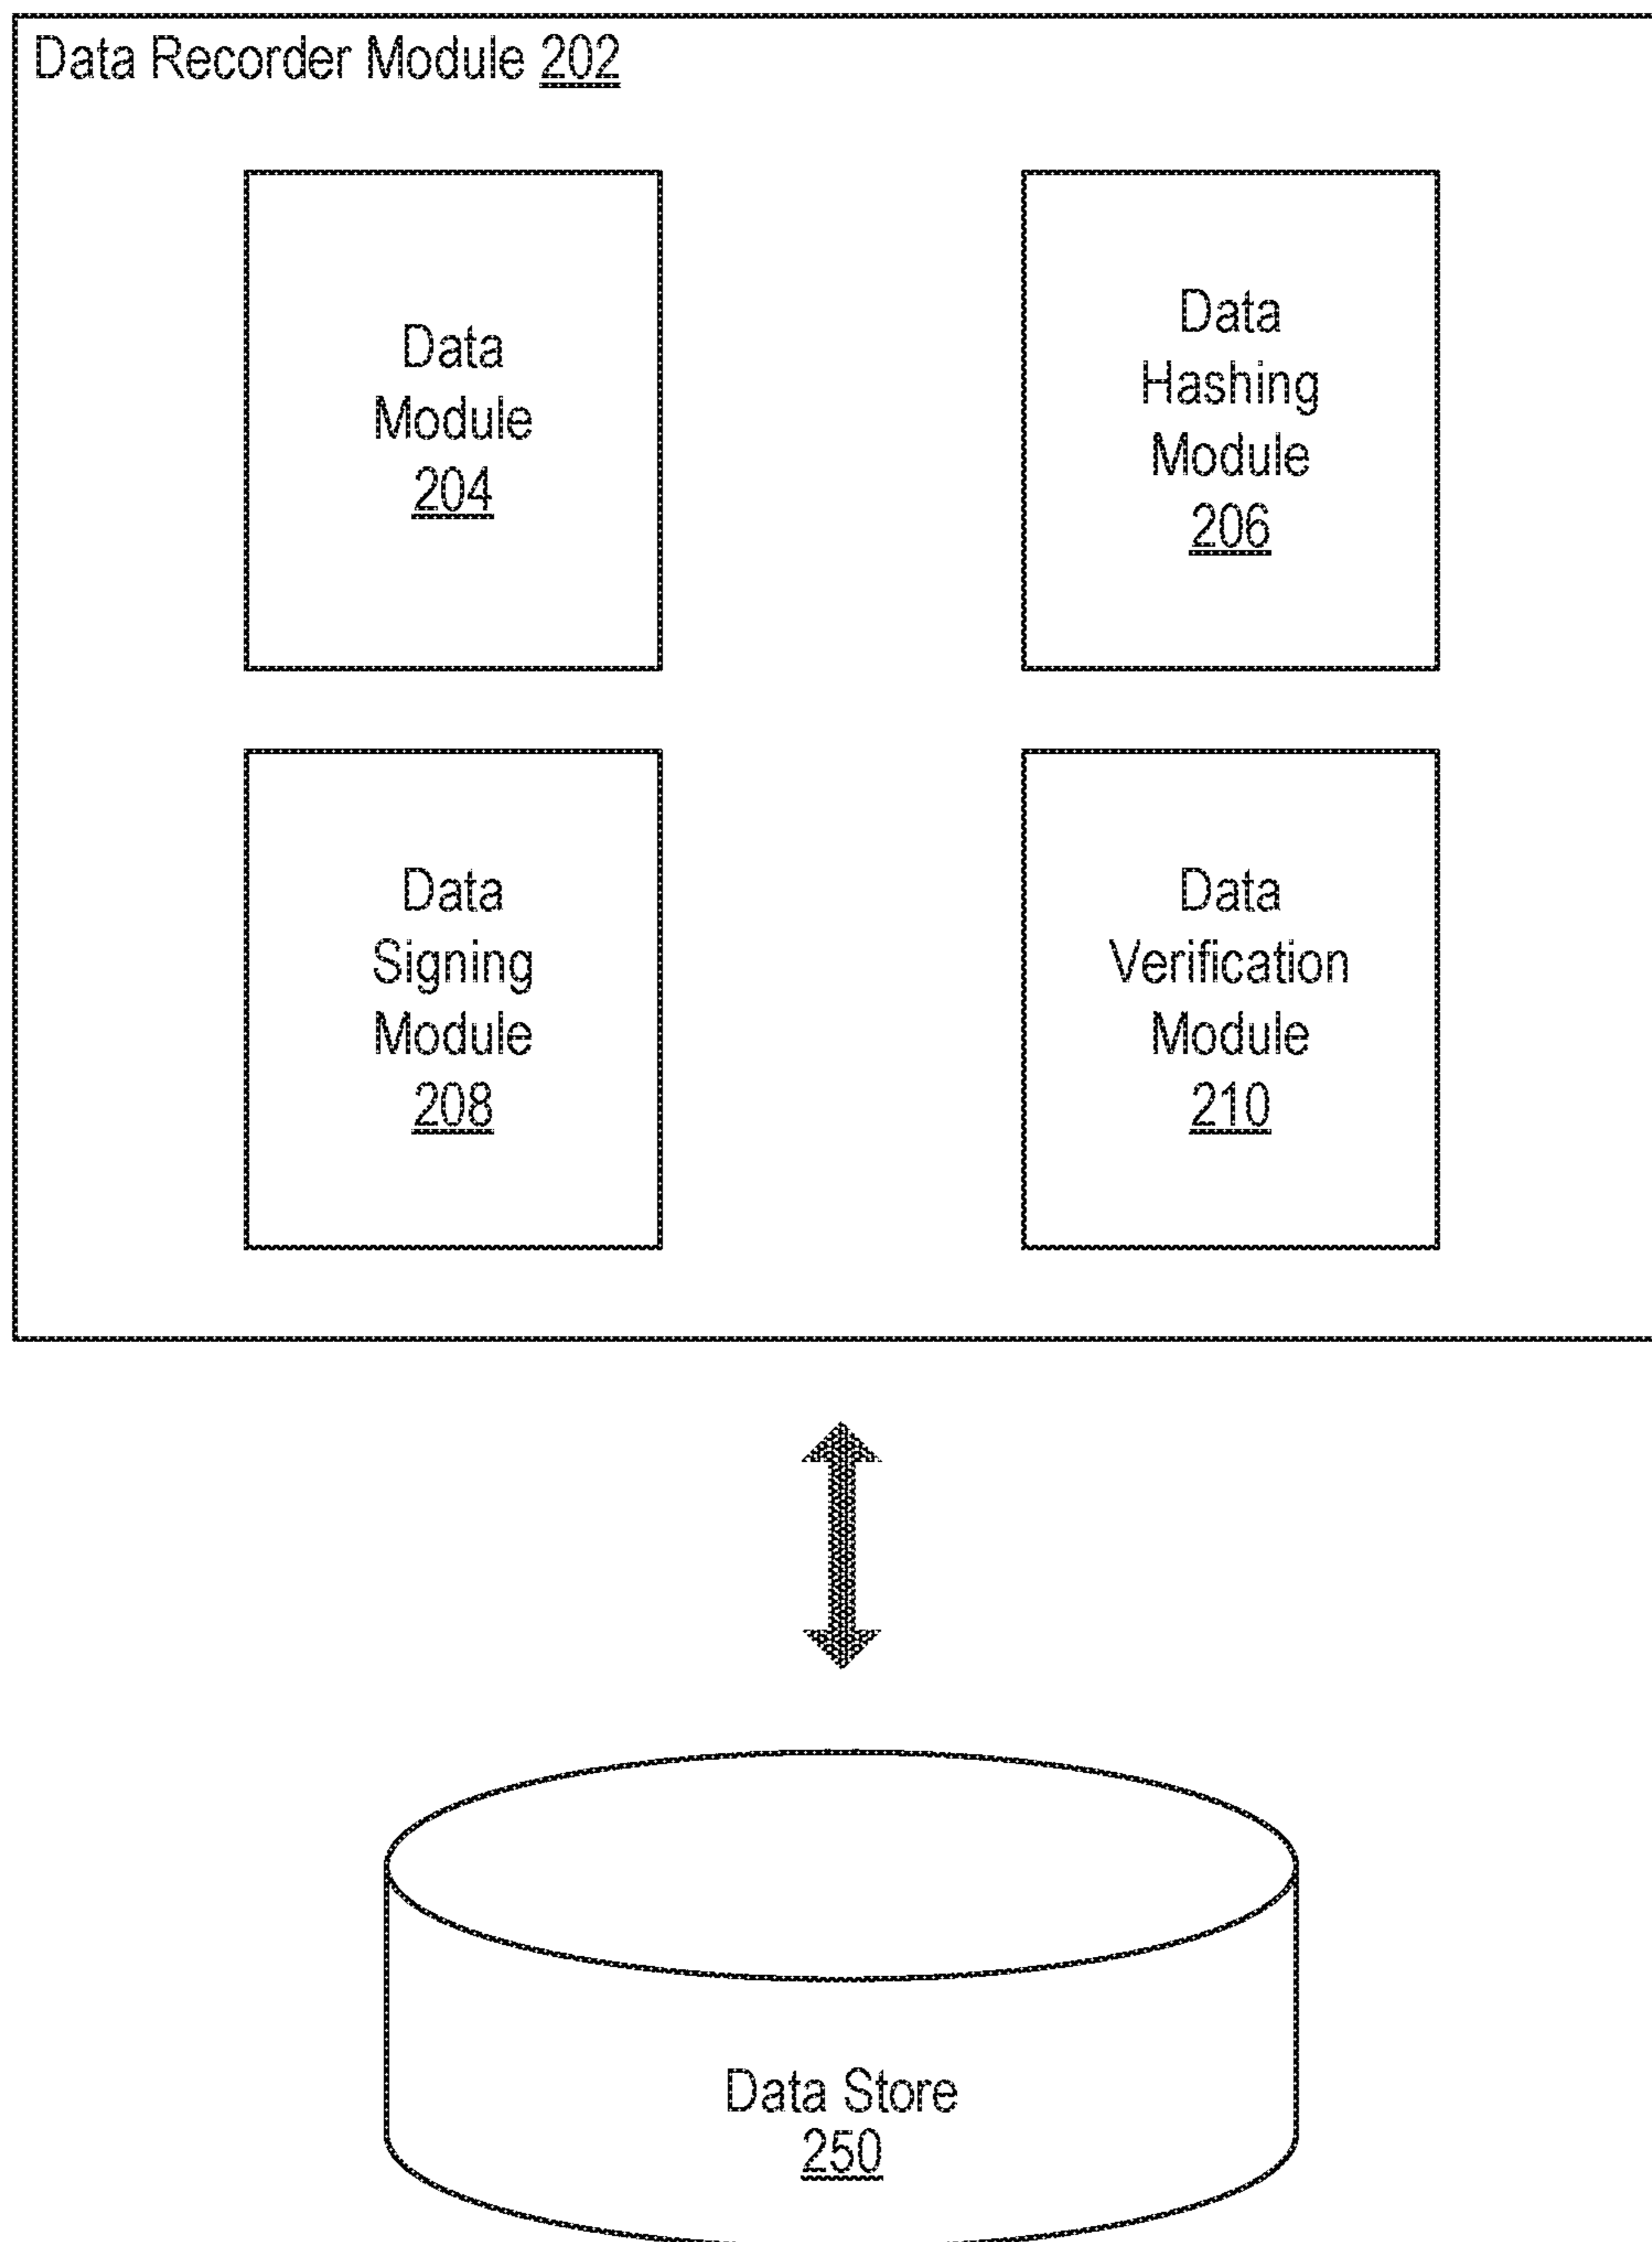 Data Recorder Module 202
Data
Module
204
Data
Hashing
Module
206
Data
Signing
Module
208
Data
Verification
Module
210
Data Store
250